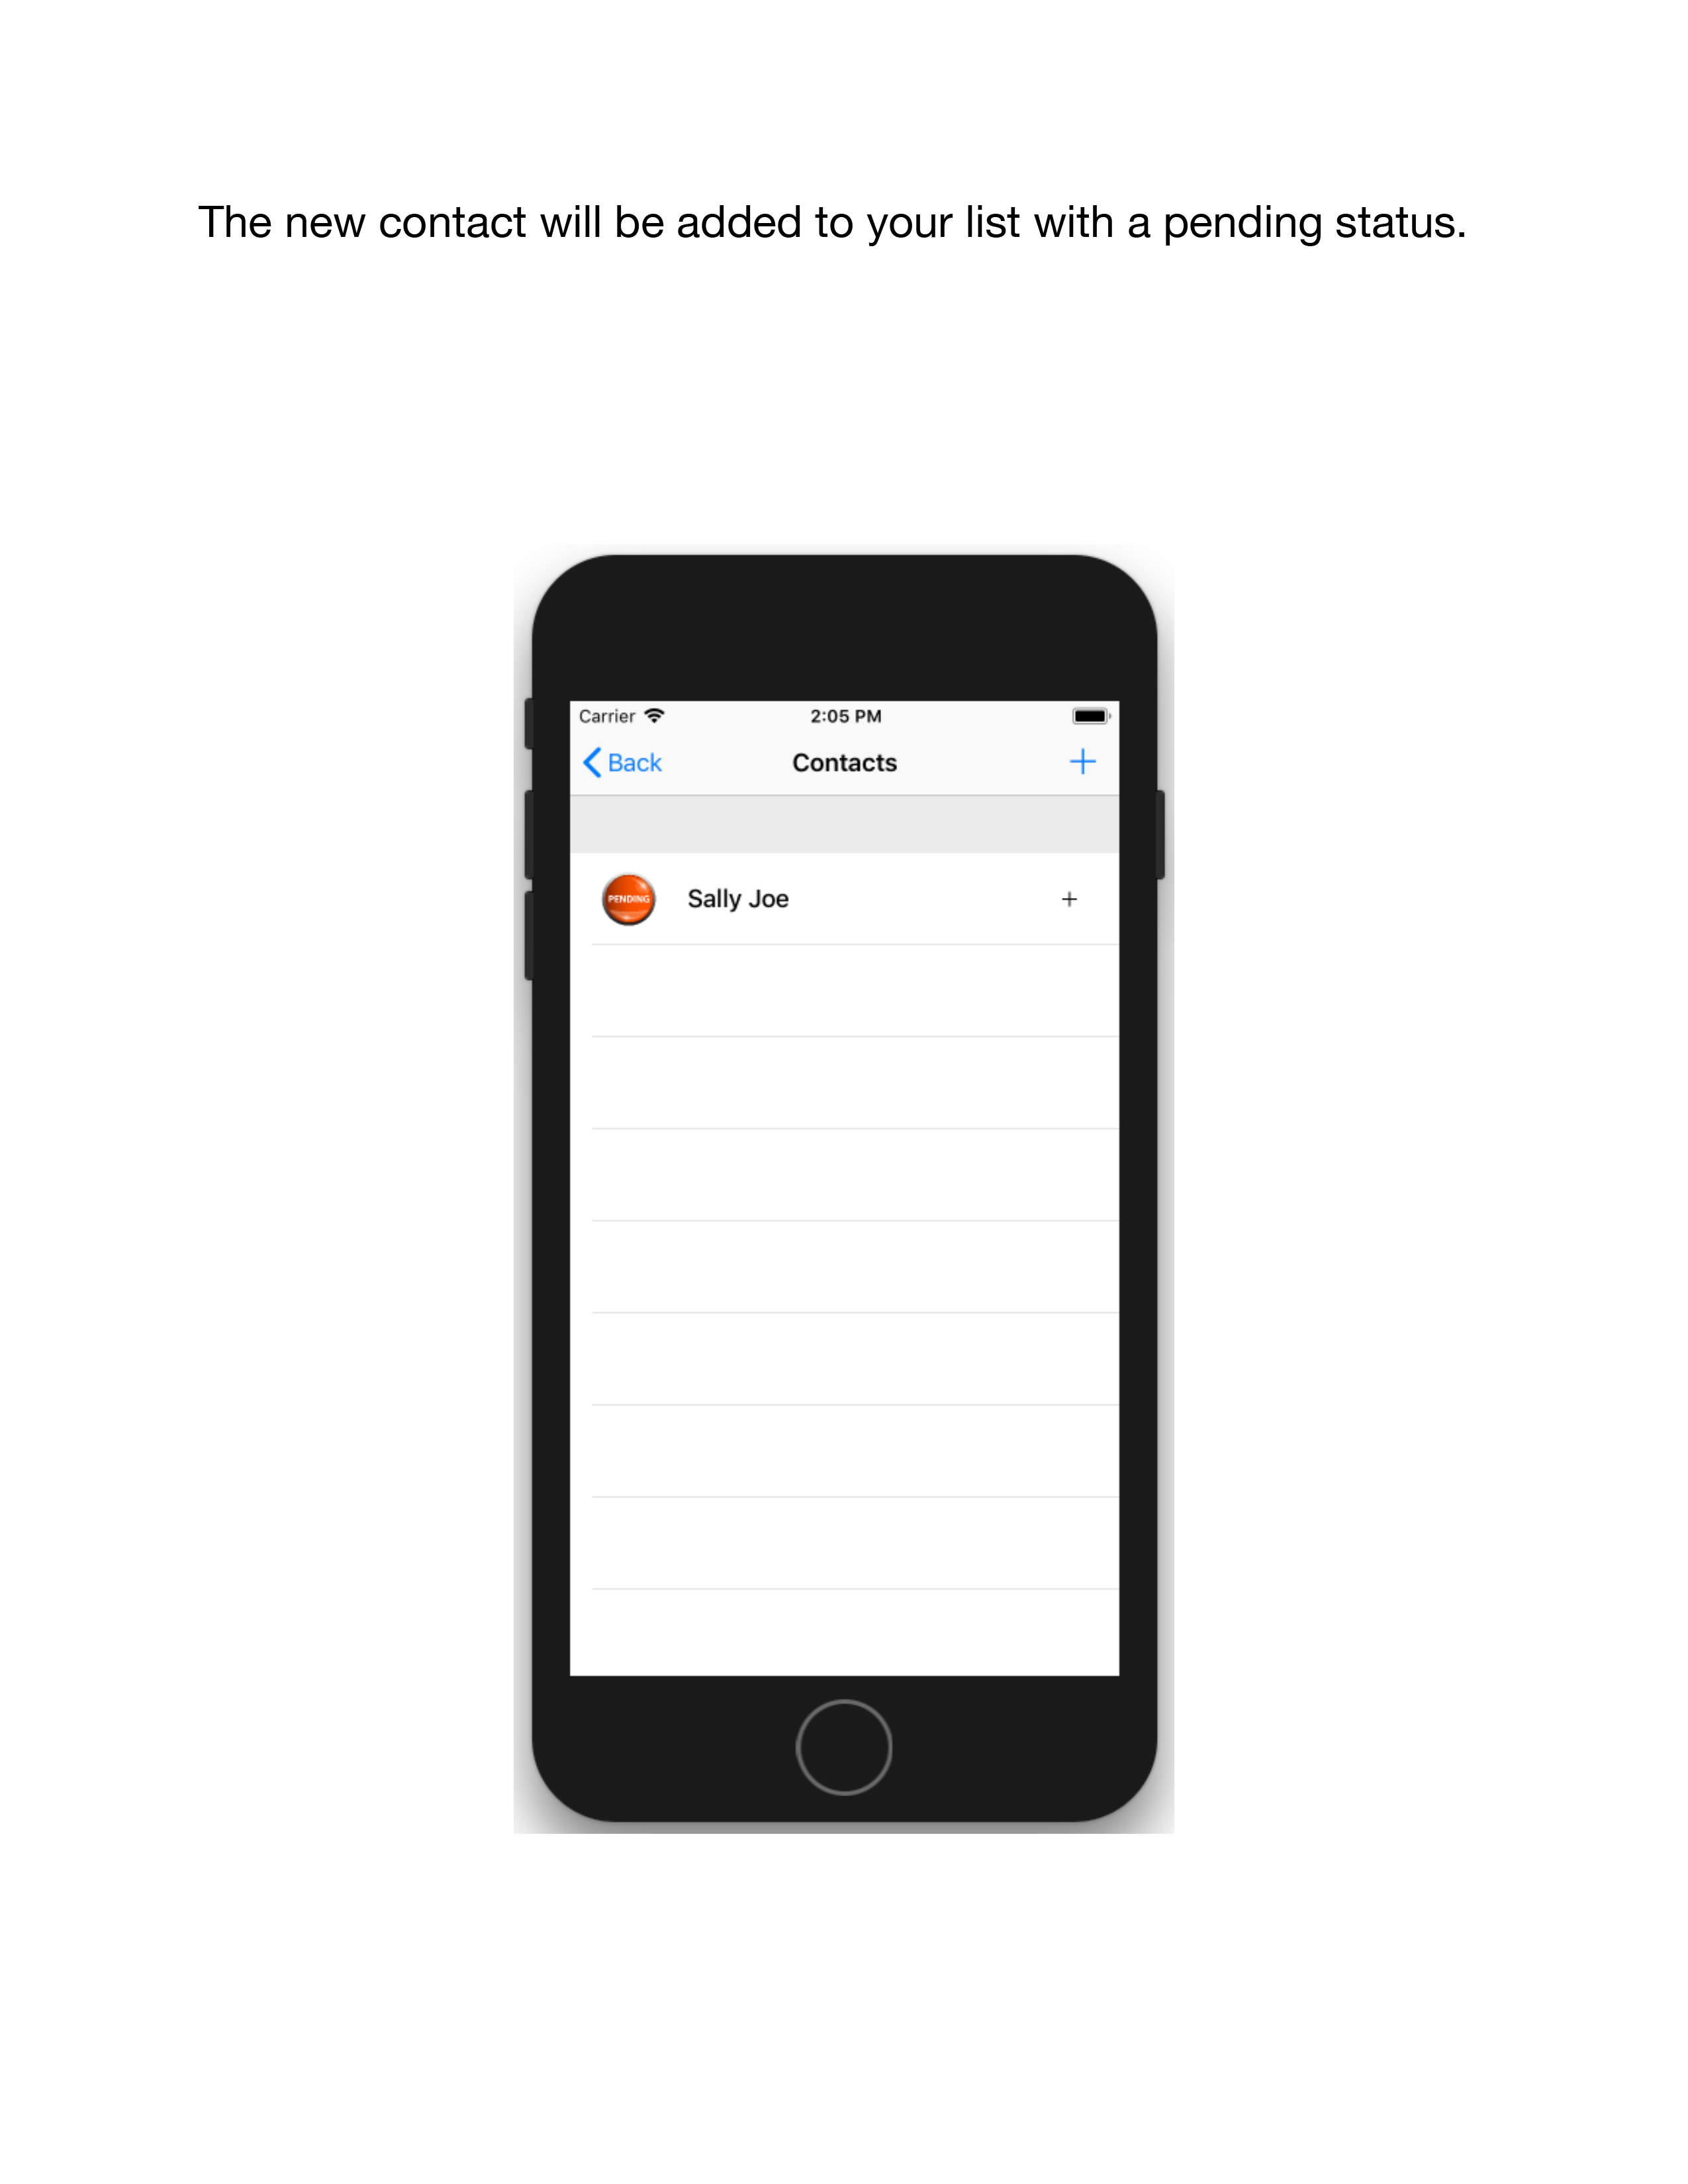 The new contact will be added to your list with a pending status.
Carrier 2:05 PM
Back Contacts +
PENDING Sally Joe +